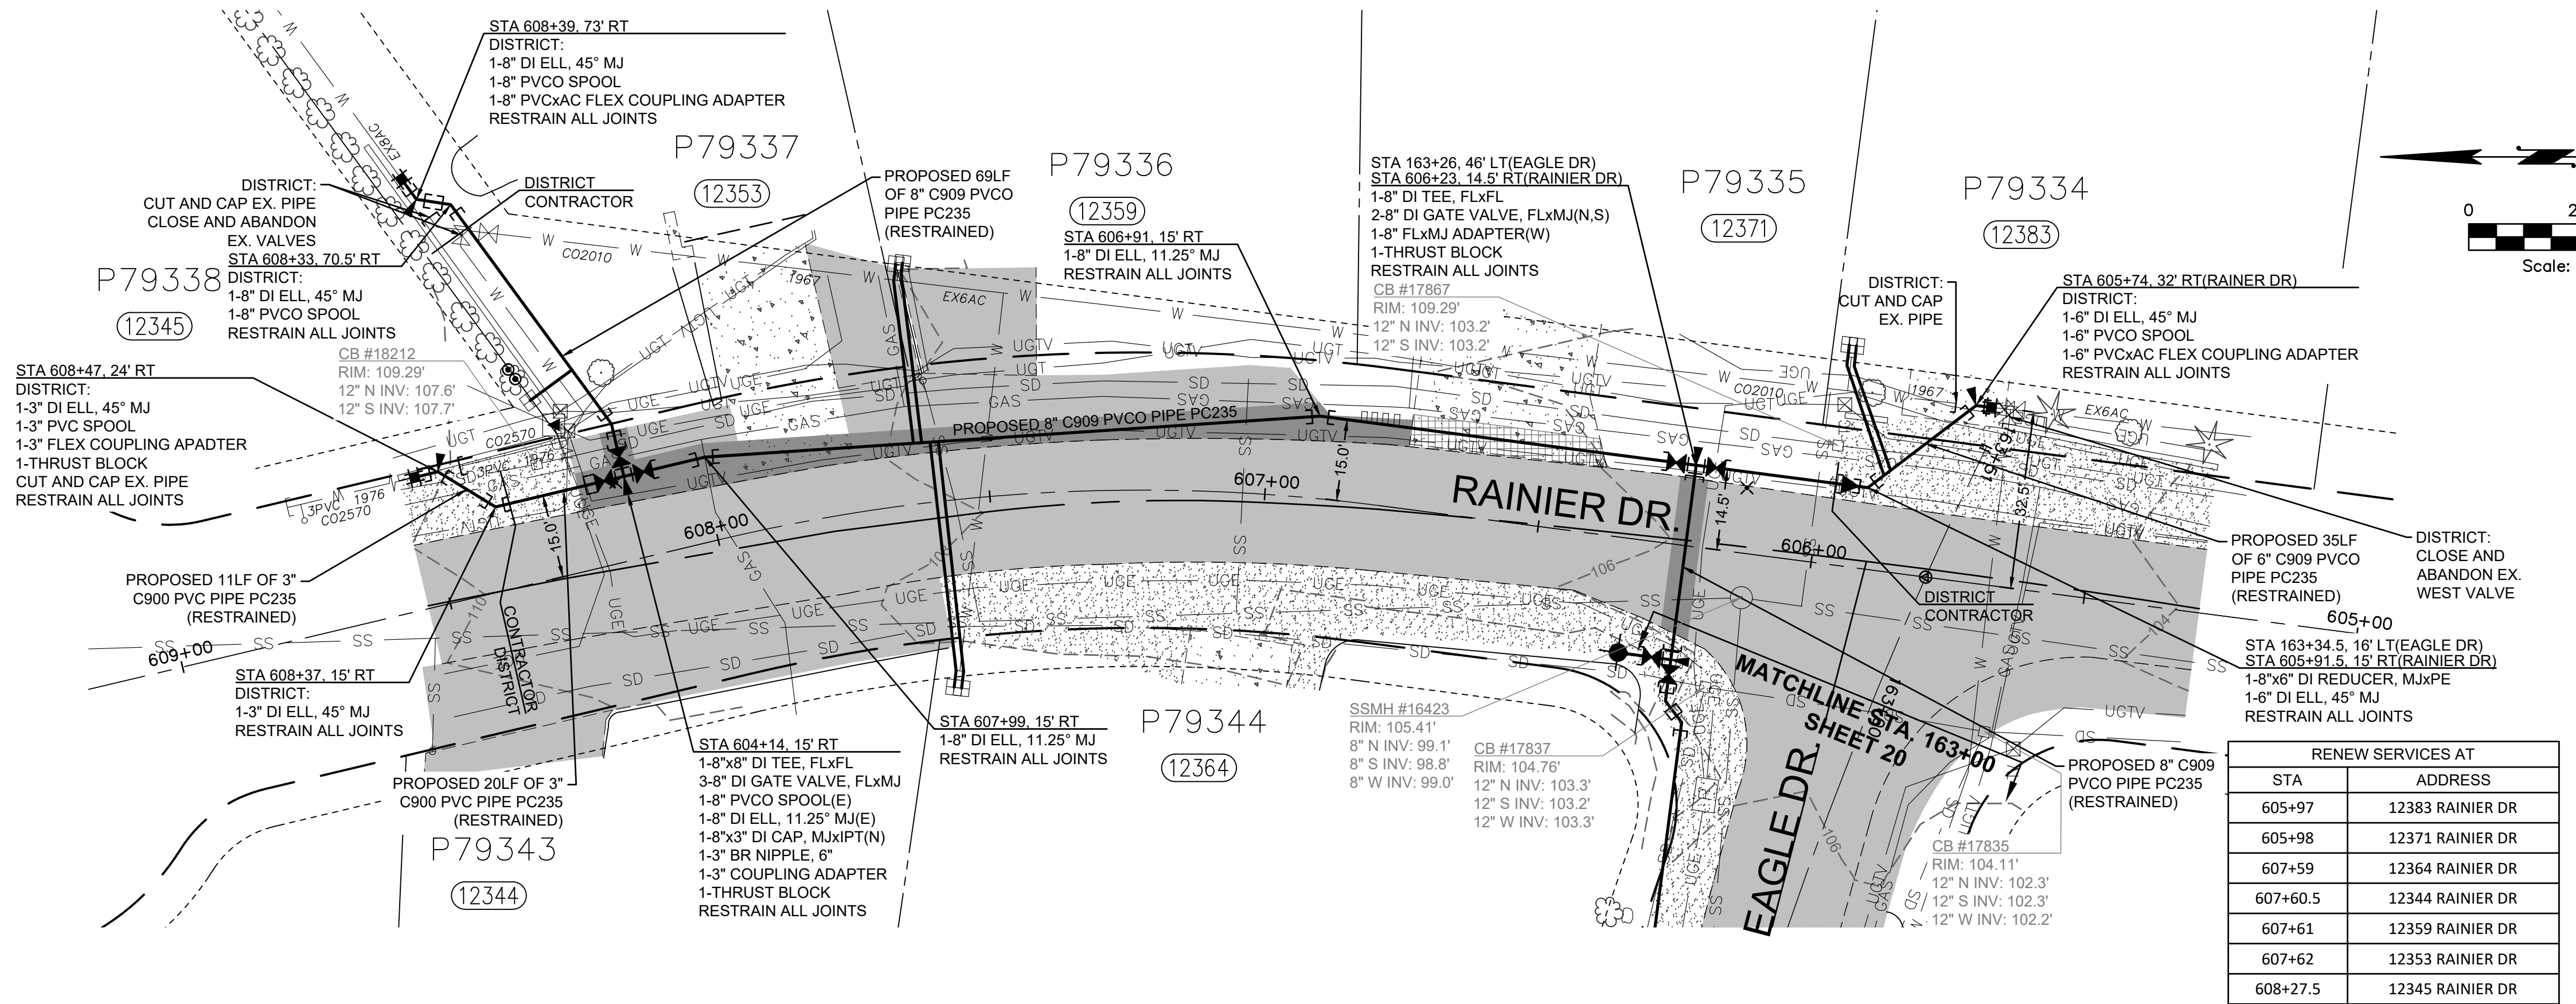 STA 608+39, 73' RT
DISTRICT:
1-8" DI ELL, 45° MJ
1-8" PVCO SPOOL
1-8" PVCxAC FLEX COUPLING ADAPTER
RESTRAIN ALL JOINTS
DISTRICT:
CUT AND CAP EX. PIPE
CLOSE AND ABANDON
EX. VALVES
STA 608+33, 70.5' RT
DISTRICT:
1-8" DI ELL, 45° MJ
1-8" PVCO SPOOL
RESTRAIN ALL JOINTS
DISTRICT
CONTRACTOR
EX8AC
P79338
12345
P79337
12353
PROPOSED 69LF
OF 8" C909 PVCO
PIPE PC235
(RESTRAINED)
P79336
12359
STA 606+91, 15' RT
1-8" DI ELL, 11.25° MJ
RESTRAIN ALL JOINTS
STA 163+26, 46' LT(EAGLE DR)
STA 606+23, 14.5' RT(RAINIER DR)
1-8" DI TEE, FLxFL
2-8" DI GATE VALVE, FLxMJ(N,S)
1-8" FLxMJ ADAPTER(W)
1-THRUST BLOCK
RESTRAIN ALL JOINTS
CB #17867
RIM: 109.29'
12" N INV: 103.2'
12" S INV: 103.2'
P79335
12371
P79334
12383
DISTRICT:
CUT AND CAP
EX. PIPE
STA 605+74, 32' RT(RAINER DR)
DISTRICT:
1-6" DI ELL, 45° MJ
1-6" PVCO SPOOL
1-6" PVCxAC FLEX COUPLING ADAPTER
RESTRAIN ALL JOINTS
0
2
Scale:
STA 608+47, 24' RT
DISTRICT:
1-3" DI ELL, 45° MJ
1-3" PVC SPOOL
1-3" FLEX COUPLING APADTER
1-THRUST BLOCK
CUT AND CAP EX. PIPE
RESTRAIN ALL JOINTS
CB #18212
RIM: 109.29'
12" N INV: 107.6'
12" S INV: 107.7'
CO2010
1967
EX6AC
CO2570
3PVC 1976
3PVC 1976
CO2570
PROPOSED 8" C909 PVCO PIPE PC235
CO2010
1967
EX6AC
15.0'
15.0'
14.5'
32.5'
607+00
608+00
609+00
606+00
605+00
RAINIER DR.
PROPOSED 11LF OF 3"
C900 PVC PIPE PC235
(RESTRAINED)
CONTRACTOR
DISTRICT
STA 608+37, 15' RT
DISTRICT:
1-3" DI ELL, 45° MJ
RESTRAIN ALL JOINTS
PROPOSED 20LF OF 3"
C900 PVC PIPE PC235
(RESTRAINED)
P79343
12344
STA 604+14, 15' RT
1-8"x8" DI TEE, FLxFL
3-8" DI GATE VALVE, FLxMJ
1-8" PVCO SPOOL(E)
1-8" DI ELL, 11.25° MJ(E)
1-8"x3" DI CAP, MJxIPT(N)
1-3" BR NIPPLE, 6"
1-3" COUPLING ADAPTER
1-THRUST BLOCK
RESTRAIN ALL JOINTS
STA 607+99, 15' RT
1-8" DI ELL, 11.25° MJ
RESTRAIN ALL JOINTS
P79344
12364
SSMH #16423
RIM: 105.41'
8" N INV: 99.1'
8" S INV: 98.8'
8" W INV: 99.0'
CB #17837
RIM: 104.76'
12" N INV: 103.3'
12" S INV: 103.2'
12" W INV: 103.3'
110
106
106
104
MATCHLINE STA. 163+00
SHEET 20
EAGLE DR.
DISTRICT
CONTRACTOR
PROPOSED 35LF
OF 6" C909 PVCO
PIPE PC235
(RESTRAINED)
DISTRICT:
CLOSE AND
ABANDON EX.
WEST VALVE
STA 163+34.5, 16' LT(EAGLE DR)
STA 605+91.5, 15' RT(RAINIER DR)
1-8"x6" DI REDUCER, MJxPE
1-6" DI ELL, 45° MJ
RESTRAIN ALL JOINTS
PROPOSED 8" C909
PVCO PIPE PC235
(RESTRAINED)
CB #17835
RIM: 104.11'
12" N INV: 102.3'
12" S INV: 102.3'
12" W INV: 102.2'
RENEW SERVICES AT
STA ADDRESS
605+97 12383 RAINIER DR
605+98 12371 RAINIER DR
607+59 12364 RAINIER DR
607+60.5 12344 RAINIER DR
607+61 12359 RAINIER DR
607+62 12353 RAINIER DR
608+27.5 12345 RAINIER DR